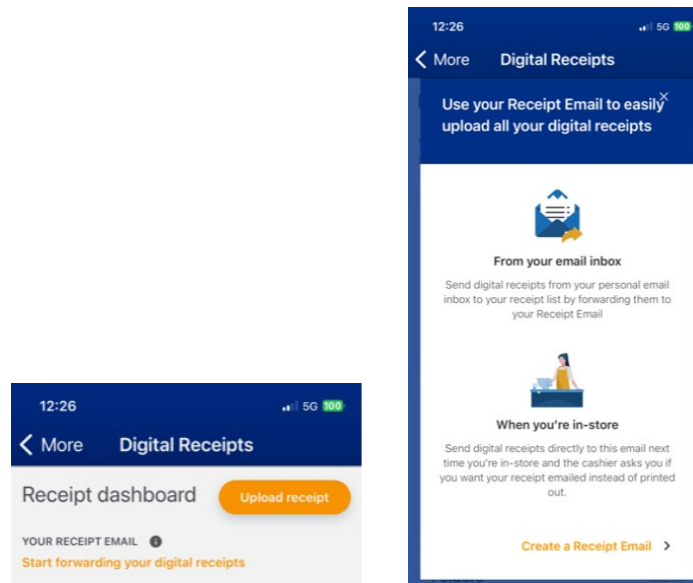 12:26
5G 100
More Digital Receipts
Receipt dashboard
Upload receipt
YOUR RECEIPT EMAIL
Start forwarding your digital receipts
12:26
5G 100
More Digital Receipts
Use your Receipt Email to easily
upload all your digital receipts
From your email inbox
Send digital receipts from your personal email
inbox to your receipt list by forwarding them to
your Receipt Email
When you're in-store
Send digital receipts directly to this email next
time you're in-store and the cashier asks you if
you want your receipt emailed instead of printed
out.
Create a Receipt Email